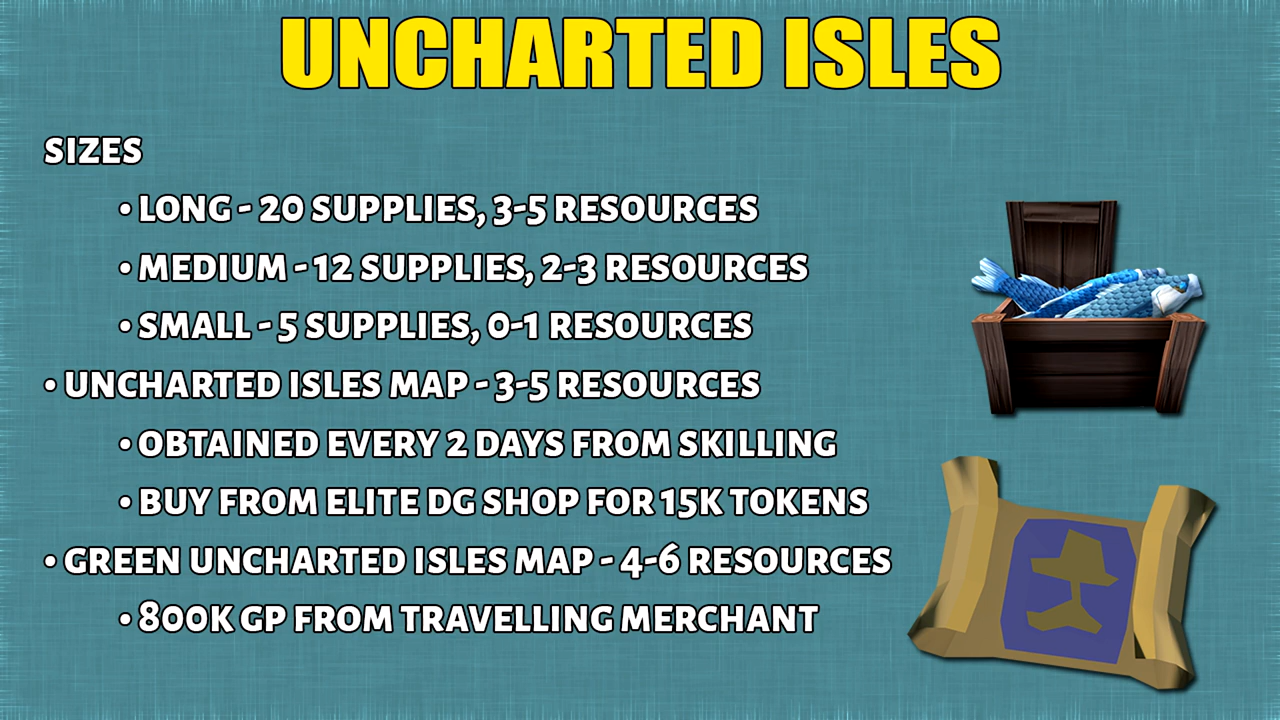 UNCHARTED ISLES
SIZES
• LONG - 20 SUPPLIES, 3-5 RESOURCES
• MEDIUM - 12 SUPPLIES, 2-3 RESOURCES
• SMALL - 5 SUPPLIES, 0-1 RESOURCES
• UNCHARTED ISLES MAP - 3-5 RESOURCES
• OBTAINED EVERY 2 DAYS FROM SKILLING
• BUY FROM ELITE DG SHOP FOR 15K TOKENS
• GREEN UNCHARTED ISLES MAP - 4-6 RESOURCES
• 800K GP FROM TRAVELLING MERCHANT